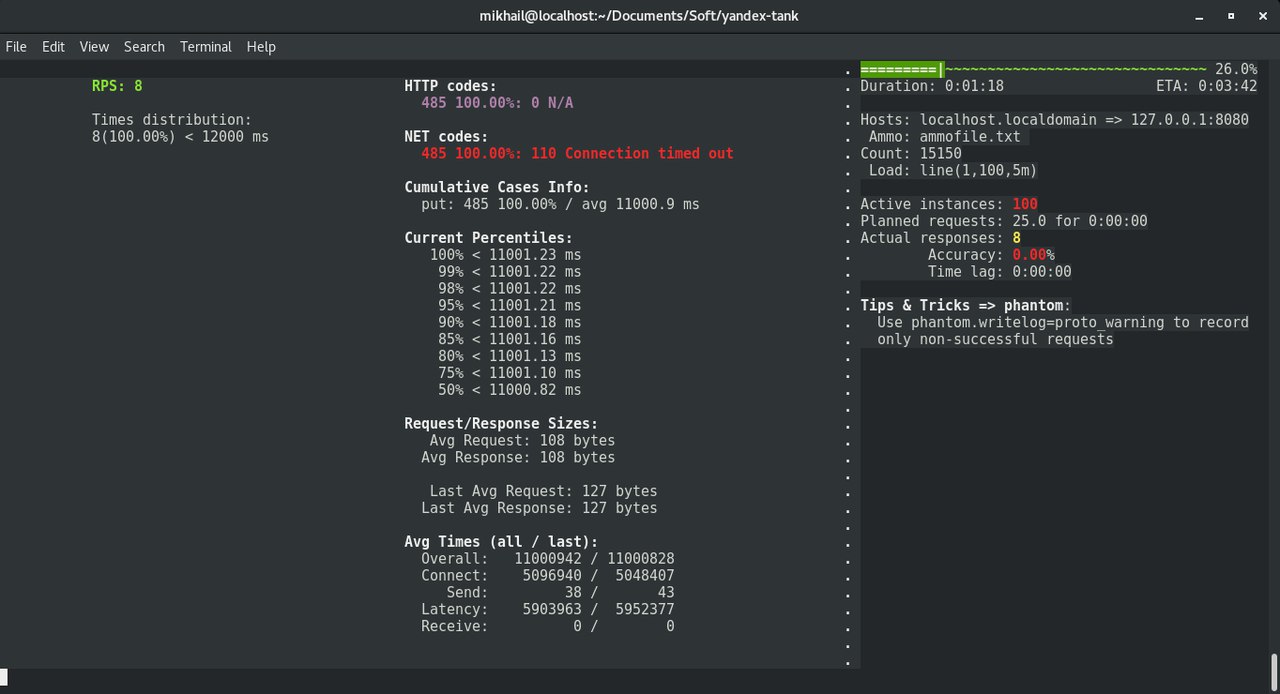 mikhail@localhost:~/Documents/Soft/yandex-tank
File Edit View Search Terminal Help
RPS: 8
Times distribution:
8(100.00%) < 12000 ms
HTTP codes:
485 100.00%: 0 N/A
NET codes:
485 100.00%: 110 Connection timed out
Cumulative Cases Info:
put: 485 100.00% / avg 11000.9 ms
Current Percentiles:
100% < 11001.23 ms
99% < 11001.22 ms
98% < 11001.22 ms
95% < 11001.21 ms
90% < 11001.18 ms
85% < 11001.16 ms
80% < 11001.13 ms
75% < 11001.10 ms
50% < 11000.82 ms
Request/Response Sizes:
Avg Request: 108 bytes
Avg Response: 108 bytes
Last Avg Request: 127 bytes
Last Avg Response: 127 bytes
Avg Times (all / last):
Overall: 11000942 / 11000828
Connect: 5096940 / 5048407
Send: 38 / 43
Latency: 5903963 / 5952377
Receive: 0 / 0
=========|~~~~~~~~~~~~~~~~~~~~~~~~~~~~~~~ 26.0%
Duration: 0:01:18 ETA: 0:03:42
Hosts: localhost.localdomain => 127.0.0.1:8080
Ammo: ammofile.txt
Count: 15150
Load: line(1,100,5m)
Active instances: 100
Planned requests: 25.0 for 0:00:00
Actual responses: 8
Accuracy: 0.00%
Time lag: 0:00:00
Tips & Tricks => phantom:
Use phantom.writelog=proto_warning to record
only non-successful requests